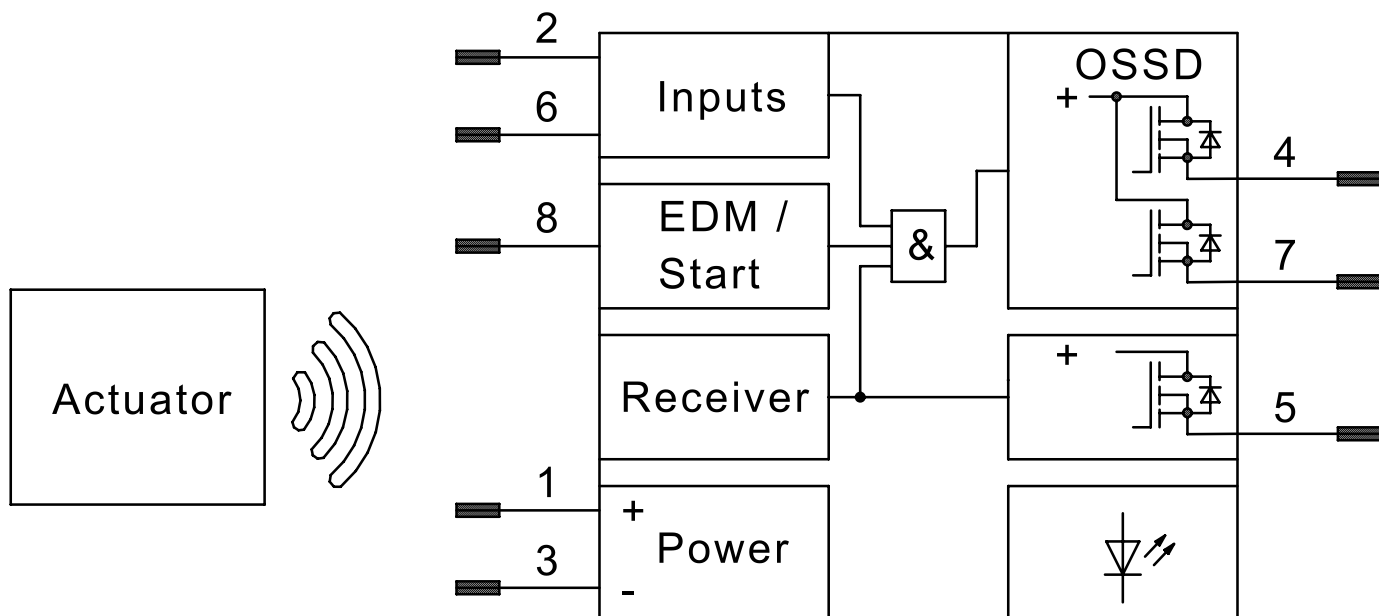 2
Inputs
6
8
EDM /
Start
&
OSSD
+
4
7
Actuator
Receiver
+
5
1
+
Power
3
-